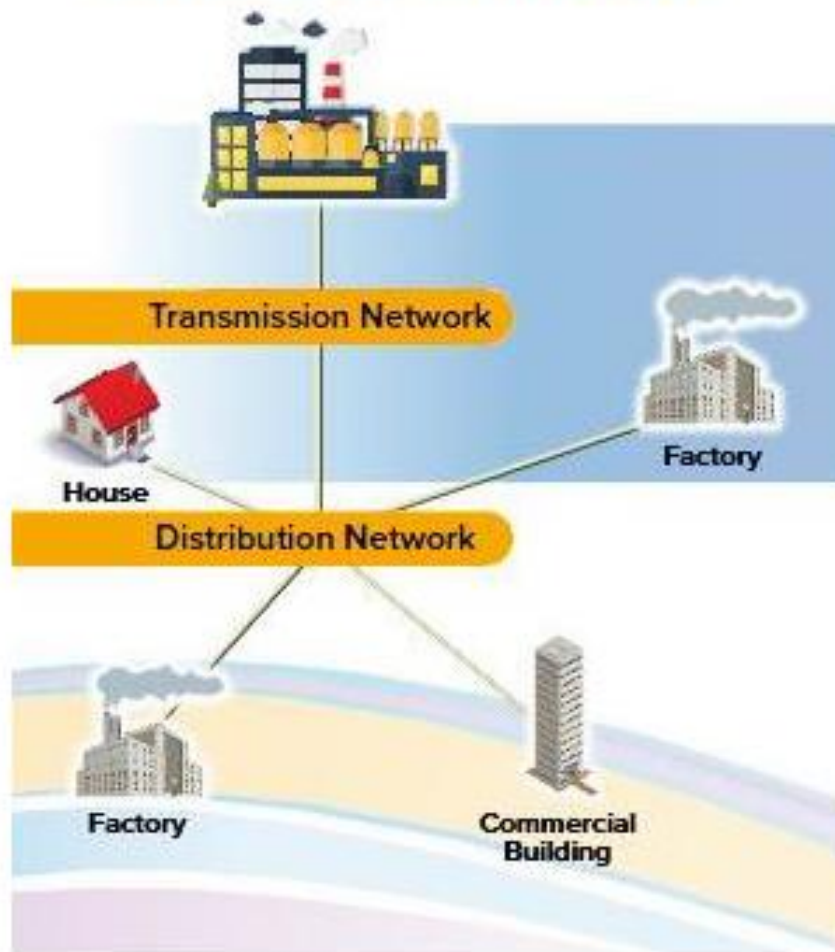 Transmission Network
Factory
House
Distribution Network
Factory
Commercial
Building